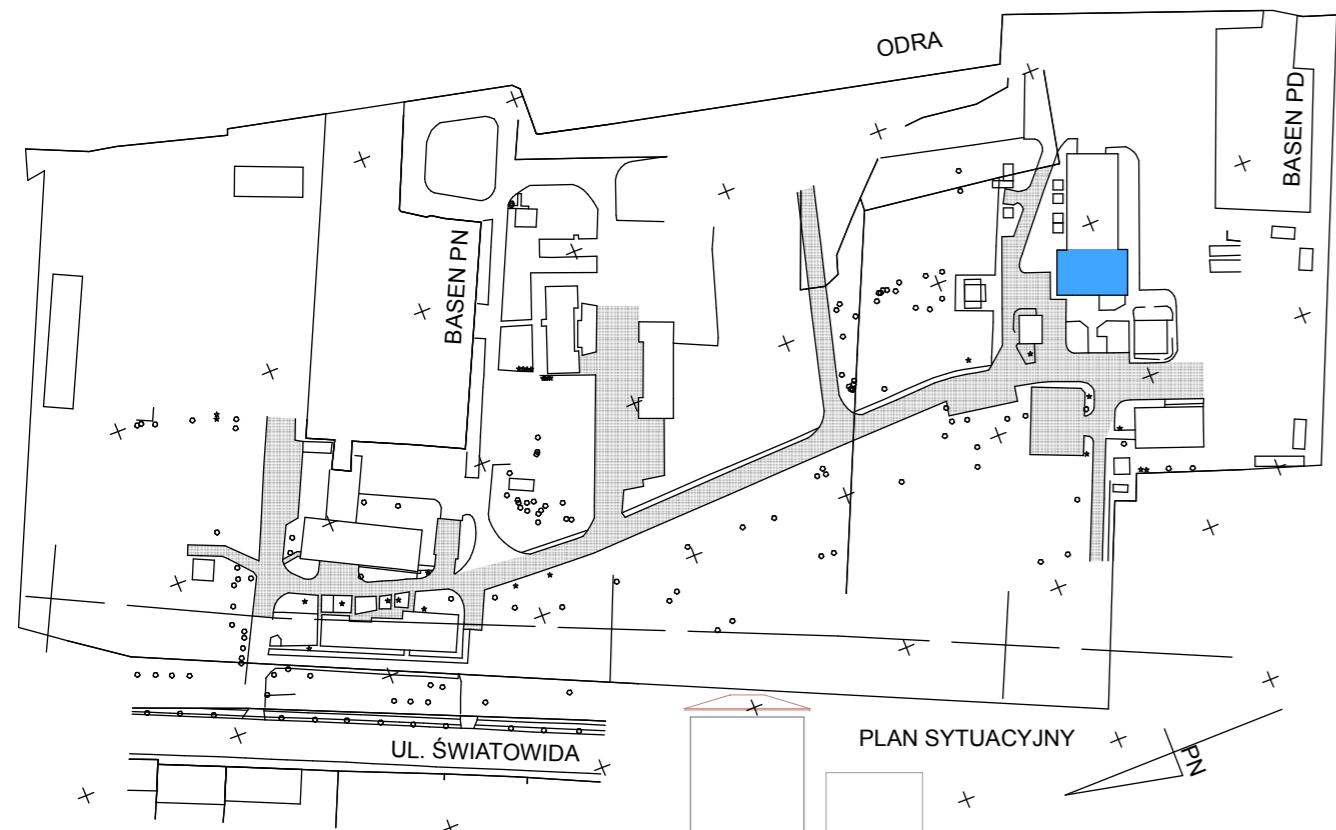 ODRA
BASEN PD
BASEN PN
UL. ŚWIATOWIDA
PLAN SYTUACYJNY
PN